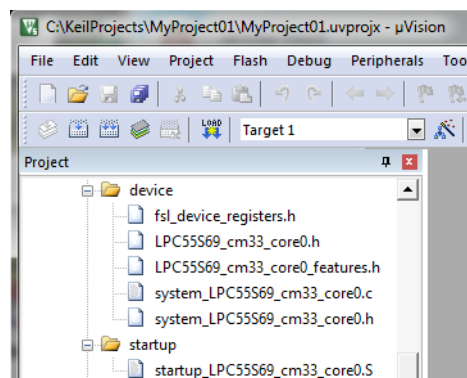 C:\KeilProjects\MyProject01\MyProject01.uvprojx - µVision
File Edit View Project Flash Debug Peripherals
LOAD
Target 1
Project
device
fsl_device_registers.h
LPC55S69_cm33_core0.h
LPC55S69_cm33_core0_features.h
system_LPC55S69_cm33_core0.c
system_LPC55S69_cm33_core0.h
startup
startup_LPC55S69_cm33_core0.S